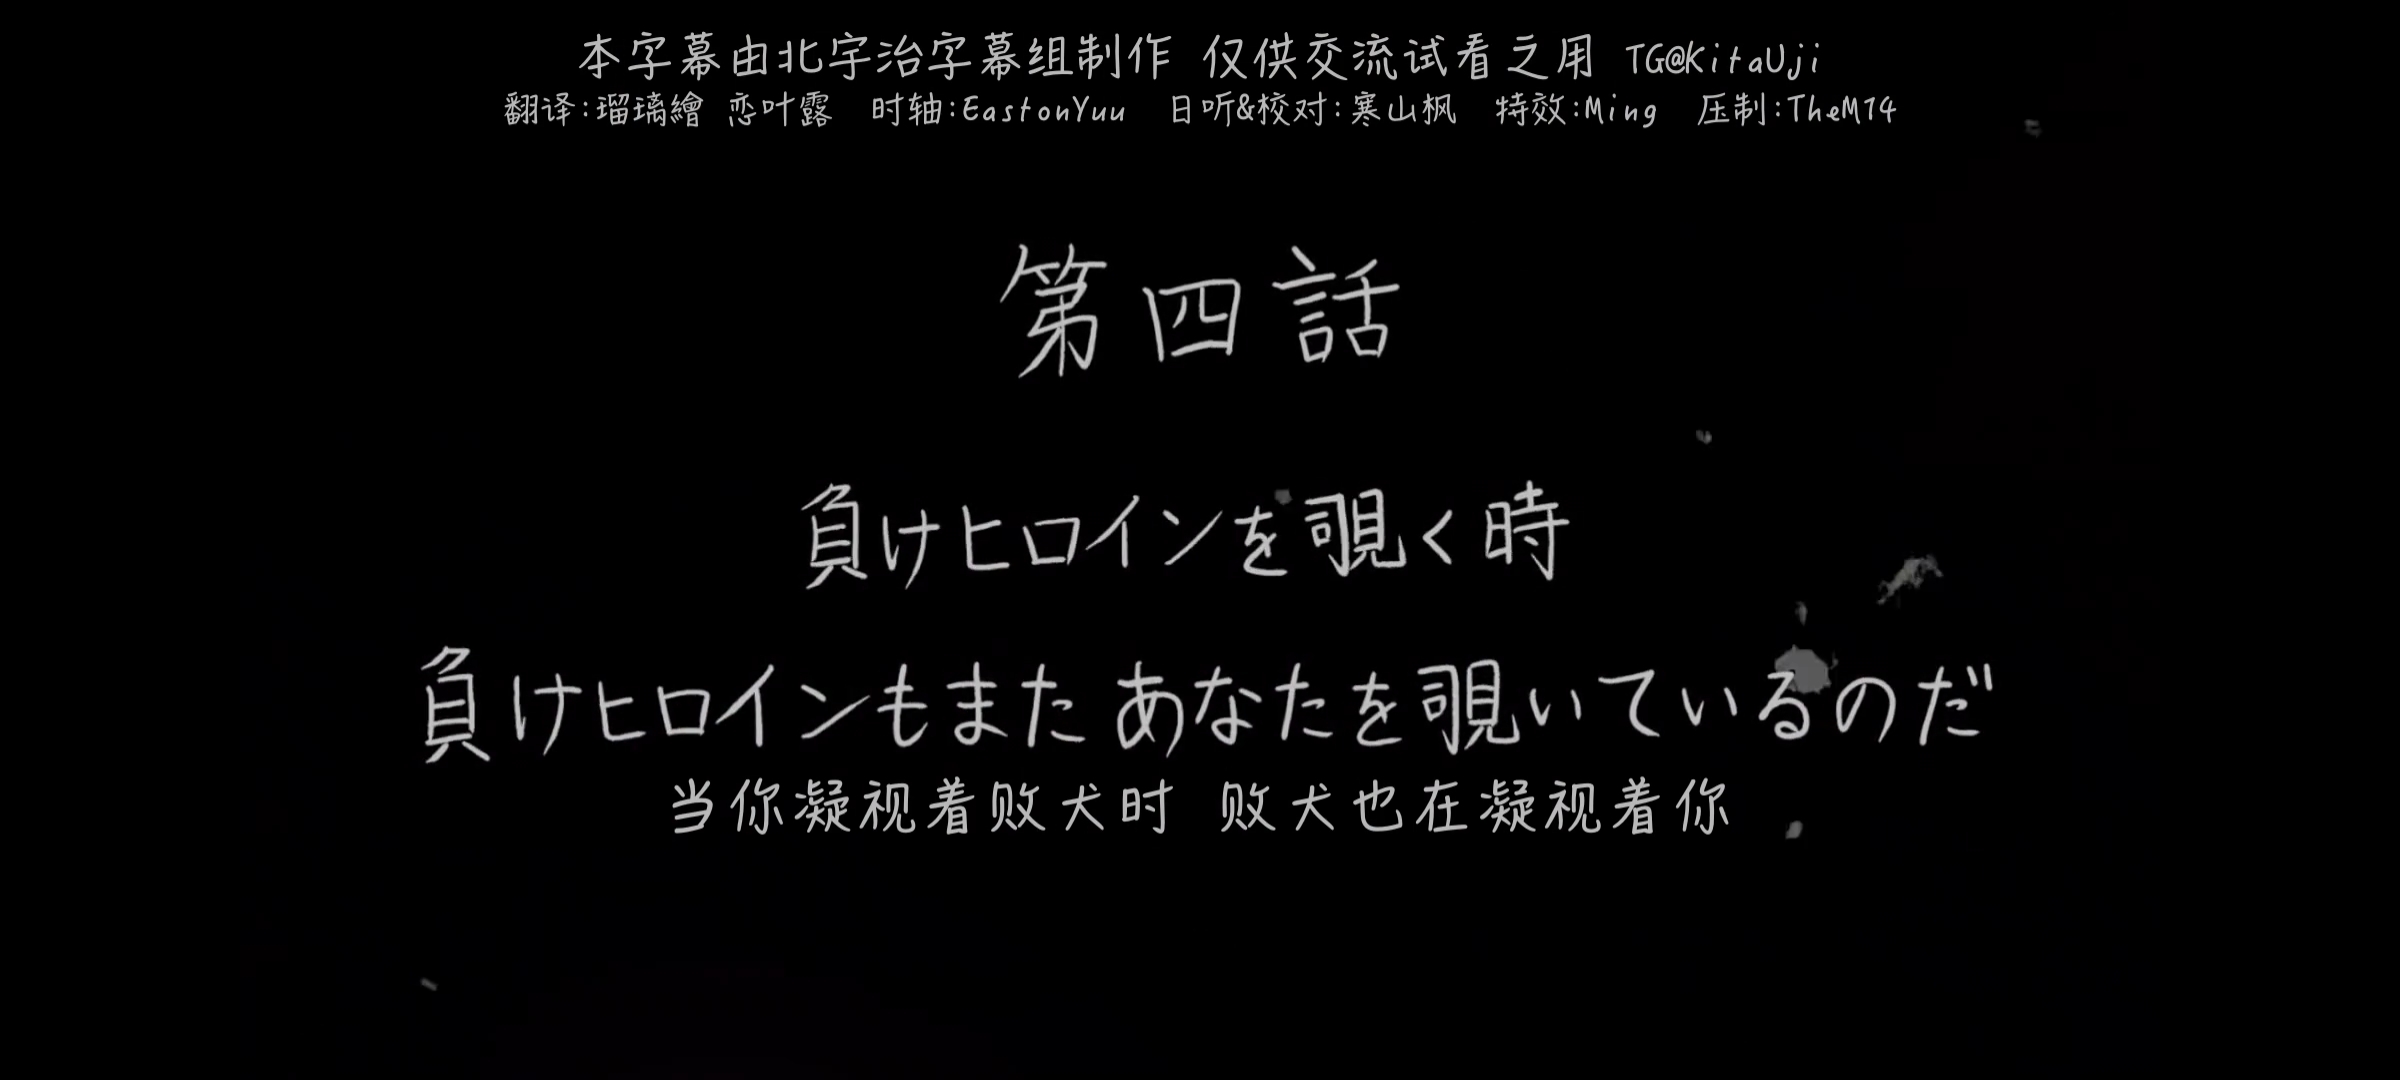 本字幕由北宇治字幕组制作 仅供交流试看之用 TG@KitaUji
翻译:瑠璃繪 恋叶露 时轴:EastonYuu 日听&校对:寒山枫 特效:Ming 压制:TheM74
第四話
負けヒロインを覗く時
負けヒロインもまた あなたを覗いているのだ
当你凝视着败犬时 败犬也在凝视着你